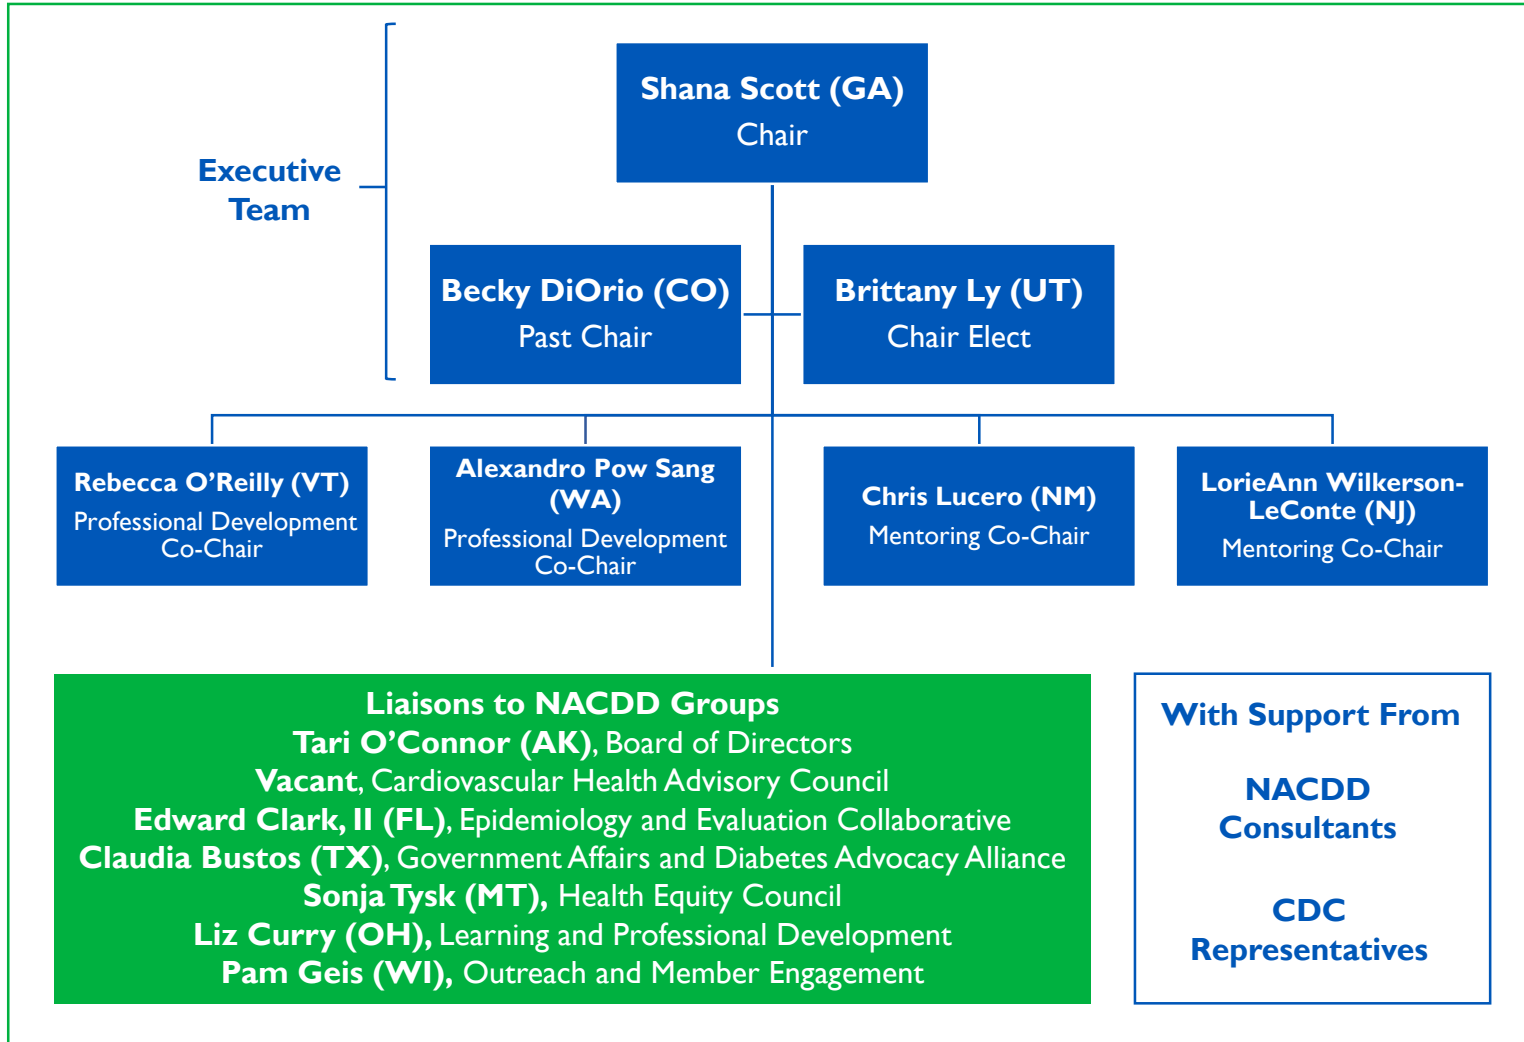 Shana Scott (GA)
Chair
Executive
Team
Becky DiOrio (CO)
Past Chair
Brittany Ly (UT)
Chair Elect
Rebecca O’Reilly (VT)
Professional Development
Co-Chair
Alexandro Pow Sang
(WA)
Professional Development
Co-Chair
Chris Lucero (NM)
Mentoring Co-Chair
LorieAnn Wilkerson-
LeConte (NJ)
Mentoring Co-Chair
Liaisons to NACDD Groups
Tari O’Connor (AK), Board of Directors
Vacant, Cardiovascular Health Advisory Council
Edward Clark, II (FL), Epidemiology and Evaluation Collaborative
Claudia Bustos (TX), Government Affairs and Diabetes Advocacy Alliance
Sonja Tysk (MT), Health Equity Council
Liz Curry (OH), Learning and Professional Development
Pam Geis (WI), Outreach and Member Engagement
With Support From
NACDD
Consultants
CDC
Representatives